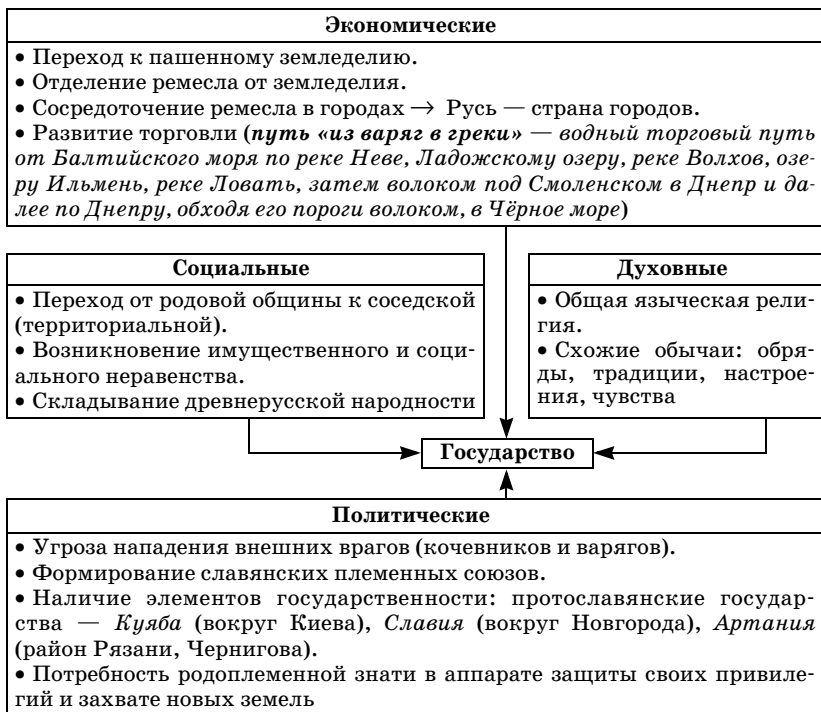 Экономические
• Переход к пашенному земледелию.
• Отделение ремесла от земледелия.
• Сосредоточение ремесла в городах → Русь — страна городов.
• Развитие торговли (путь «из варяг в греки» — водный торговый путь
от Балтийского моря по реке Неве, Ладожскому озеру, реке Волхов, озе-
ру Ильмень, реке Ловать, затем волоком под Смоленском в Днепр и да-
лее по Днепру, обходя его пороги волоком, в Чёрное море)
Социальные
• Переход от родовой общины к соседской
(территориальной).
• Возникновение имущественного и соци-
ального неравенства.
• Складывание древнерусской народности
Духовные
• Общая языческая рели-
гия.
• Схожие обычаи: обря-
ды, традиции, настрое-
ния, чувства
Государство
Политические
• Угроза нападения внешних врагов (кочевников и варягов).
• Формирование славянских племенных союзов.
• Наличие элементов государственности: протославянские государ-
ства — Куяба (вокруг Киева), Славия (вокруг Новгорода), Артания
(район Рязани, Чернигова).
• Потребность родоплеменной знати в аппарате защиты своих привиле-
гий и захвате новых земель